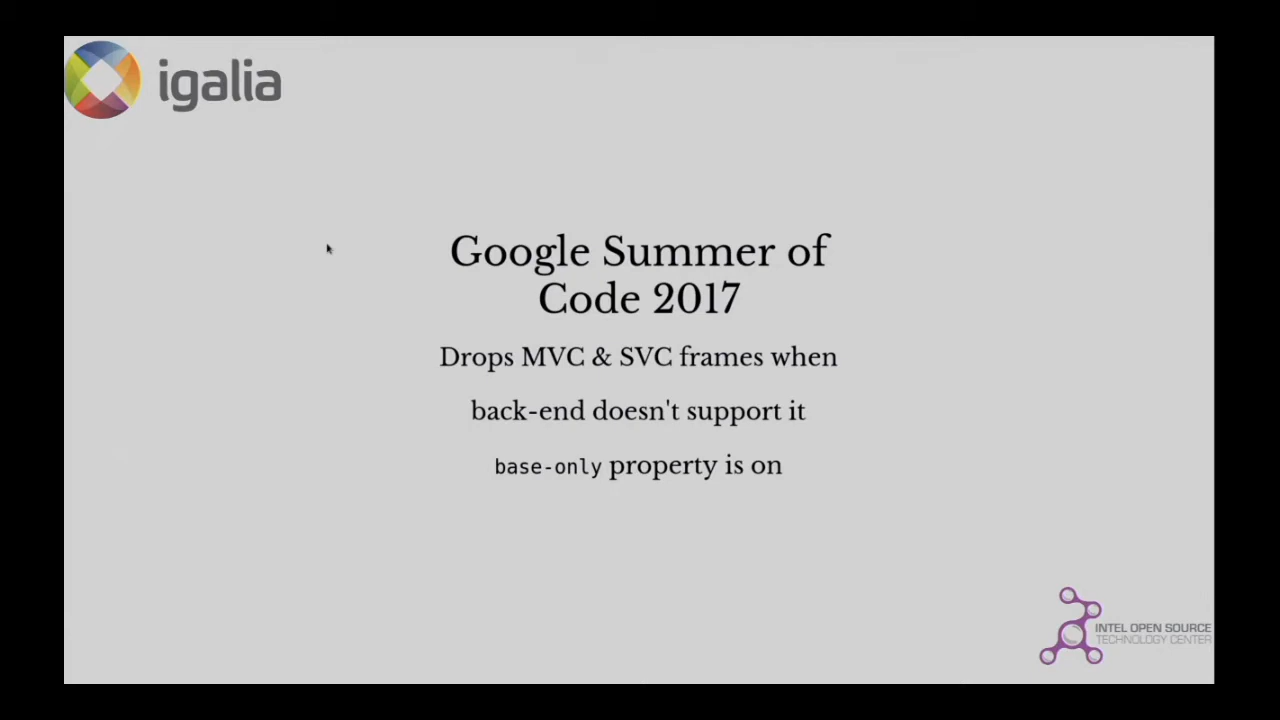 igalia
Google Summer of
Code 2017
Drops MVC & SVC frames when
back-end doesn't support it
base-only property is on
INTEL OPEN SOURCE
TECHNOLOGY CENTER